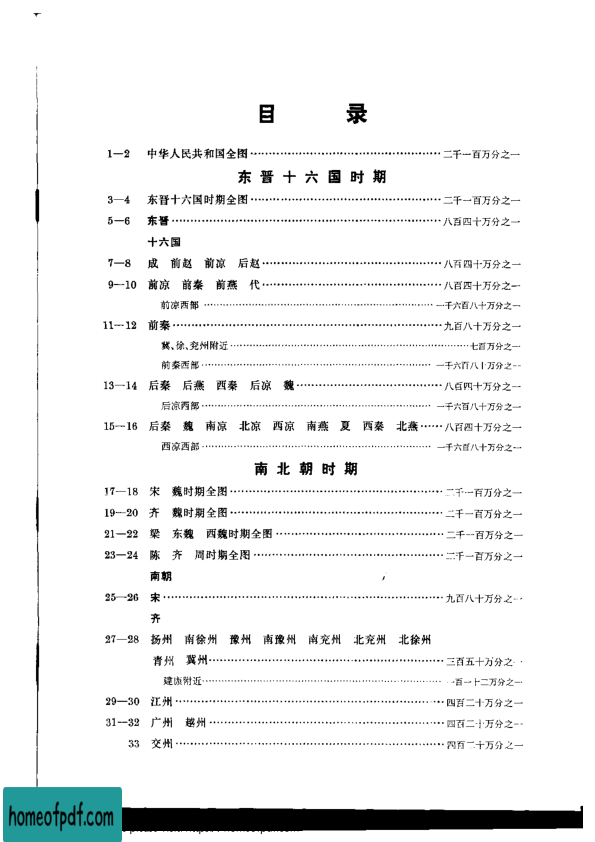 目 录
1—2 中华人民共和国全图……二千一百万分之一
东晋十六国时期
3—4 东晋十六国时期全图……二千一百万分之一
5—6 东晋……八百四十万分之一
十六国
7—8 成 前赵 前凉 后赵……八百四十万分之一
9—10 前凉 前秦 前燕 代……八百四十万分之一
前凉西部……一千六百八十万分之一
11—12 前秦……九百八十万分之一
冀、徐、兖州附近……七百万分之一
前秦西部……一千六百八十万分之一
13—14 后秦 后燕 西秦 后凉 魏……八百四十万分之一
后凉西部……一千六百八十万分之一
15—16 后秦 魏 南凉 北凉 西凉 南燕 夏 西秦 北燕……八百四十万分之一
西凉西部……一千六百八十万分之一
南北朝时期
17—18 宋 魏时期全图……二千一百万分之一
19—20 齐 魏时期全图……二千一百万分之一
21—22 梁 东魏 西魏时期全图……二千一百万分之一
23—24 陈 齐 周时期全图……二千一百万分之一
南朝
25—26 宋……九百八十万分之一
齐
27—28 扬州 南徐州 豫州 南豫州 南兖州 北兖州 北徐州
青州 冀州……三百五十万分之一
建康附近……一百一十二万分之一
29—30 江州……四百二十万分之一
31—32 广州 越州……四百二十万分之一
33 交州……四百二十万分之一
homeofpdf.com